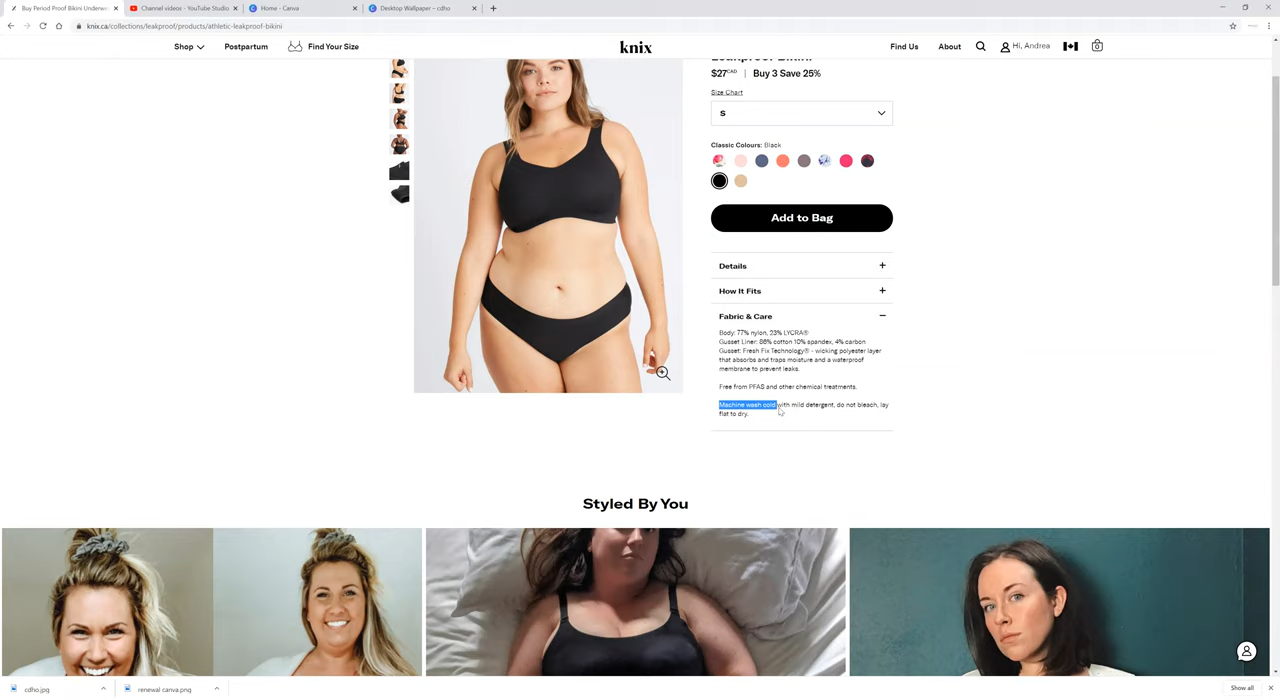 Buy Period Proof Bikini Underwe
Channel videos - YouTube Studio
Home - Canva
Desktop Wallpaper – cdho
knix.ca/collections/leakproof/products/athletic-leakproof-bikini
Shop
Postpartum
Find Your Size
knix
Find Us
About
Hi, Andrea
0
Leakproof Bikini
$27CAD | Buy 3 Save 25%
Size Chart
S
Classic Colours: Black
Add to Bag
Details
How It Fits
Fabric & Care
Body: 77% nylon, 23% LYCRA®
Gusset Liner: 86% cotton 10% spandex, 4% carbon
Gusset: Fresh Fix Technology® - wicking polyester layer
that absorbs and traps moisture and a waterproof
membrane to prevent leaks.
Free from PFAS and other chemical treatments.
Machine wash cold with mild detergent, do not bleach, lay
flat to dry.
Styled By You
cdho.jpg
renewal canva.png
Show all